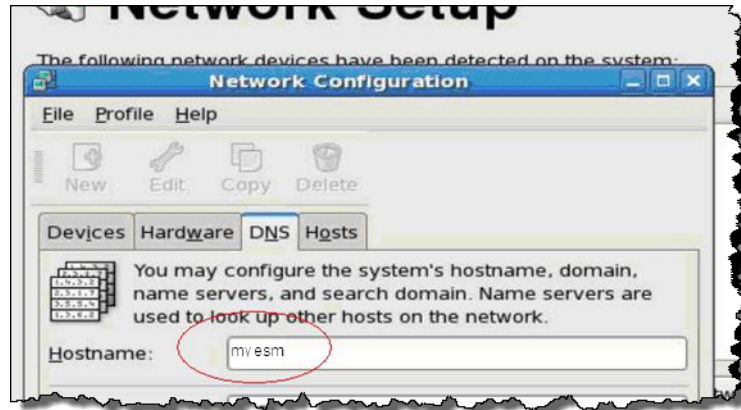 Network Setup
The following network devices have been detected on the system:
Network Configuration
File Profile Help
New Edit Copy Delete
Devices Hardware DNS Hosts
You may configure the system's hostname, domain,
name servers, and search domain. Name servers are
used to look up other hosts on the network.
Hostname: myesm